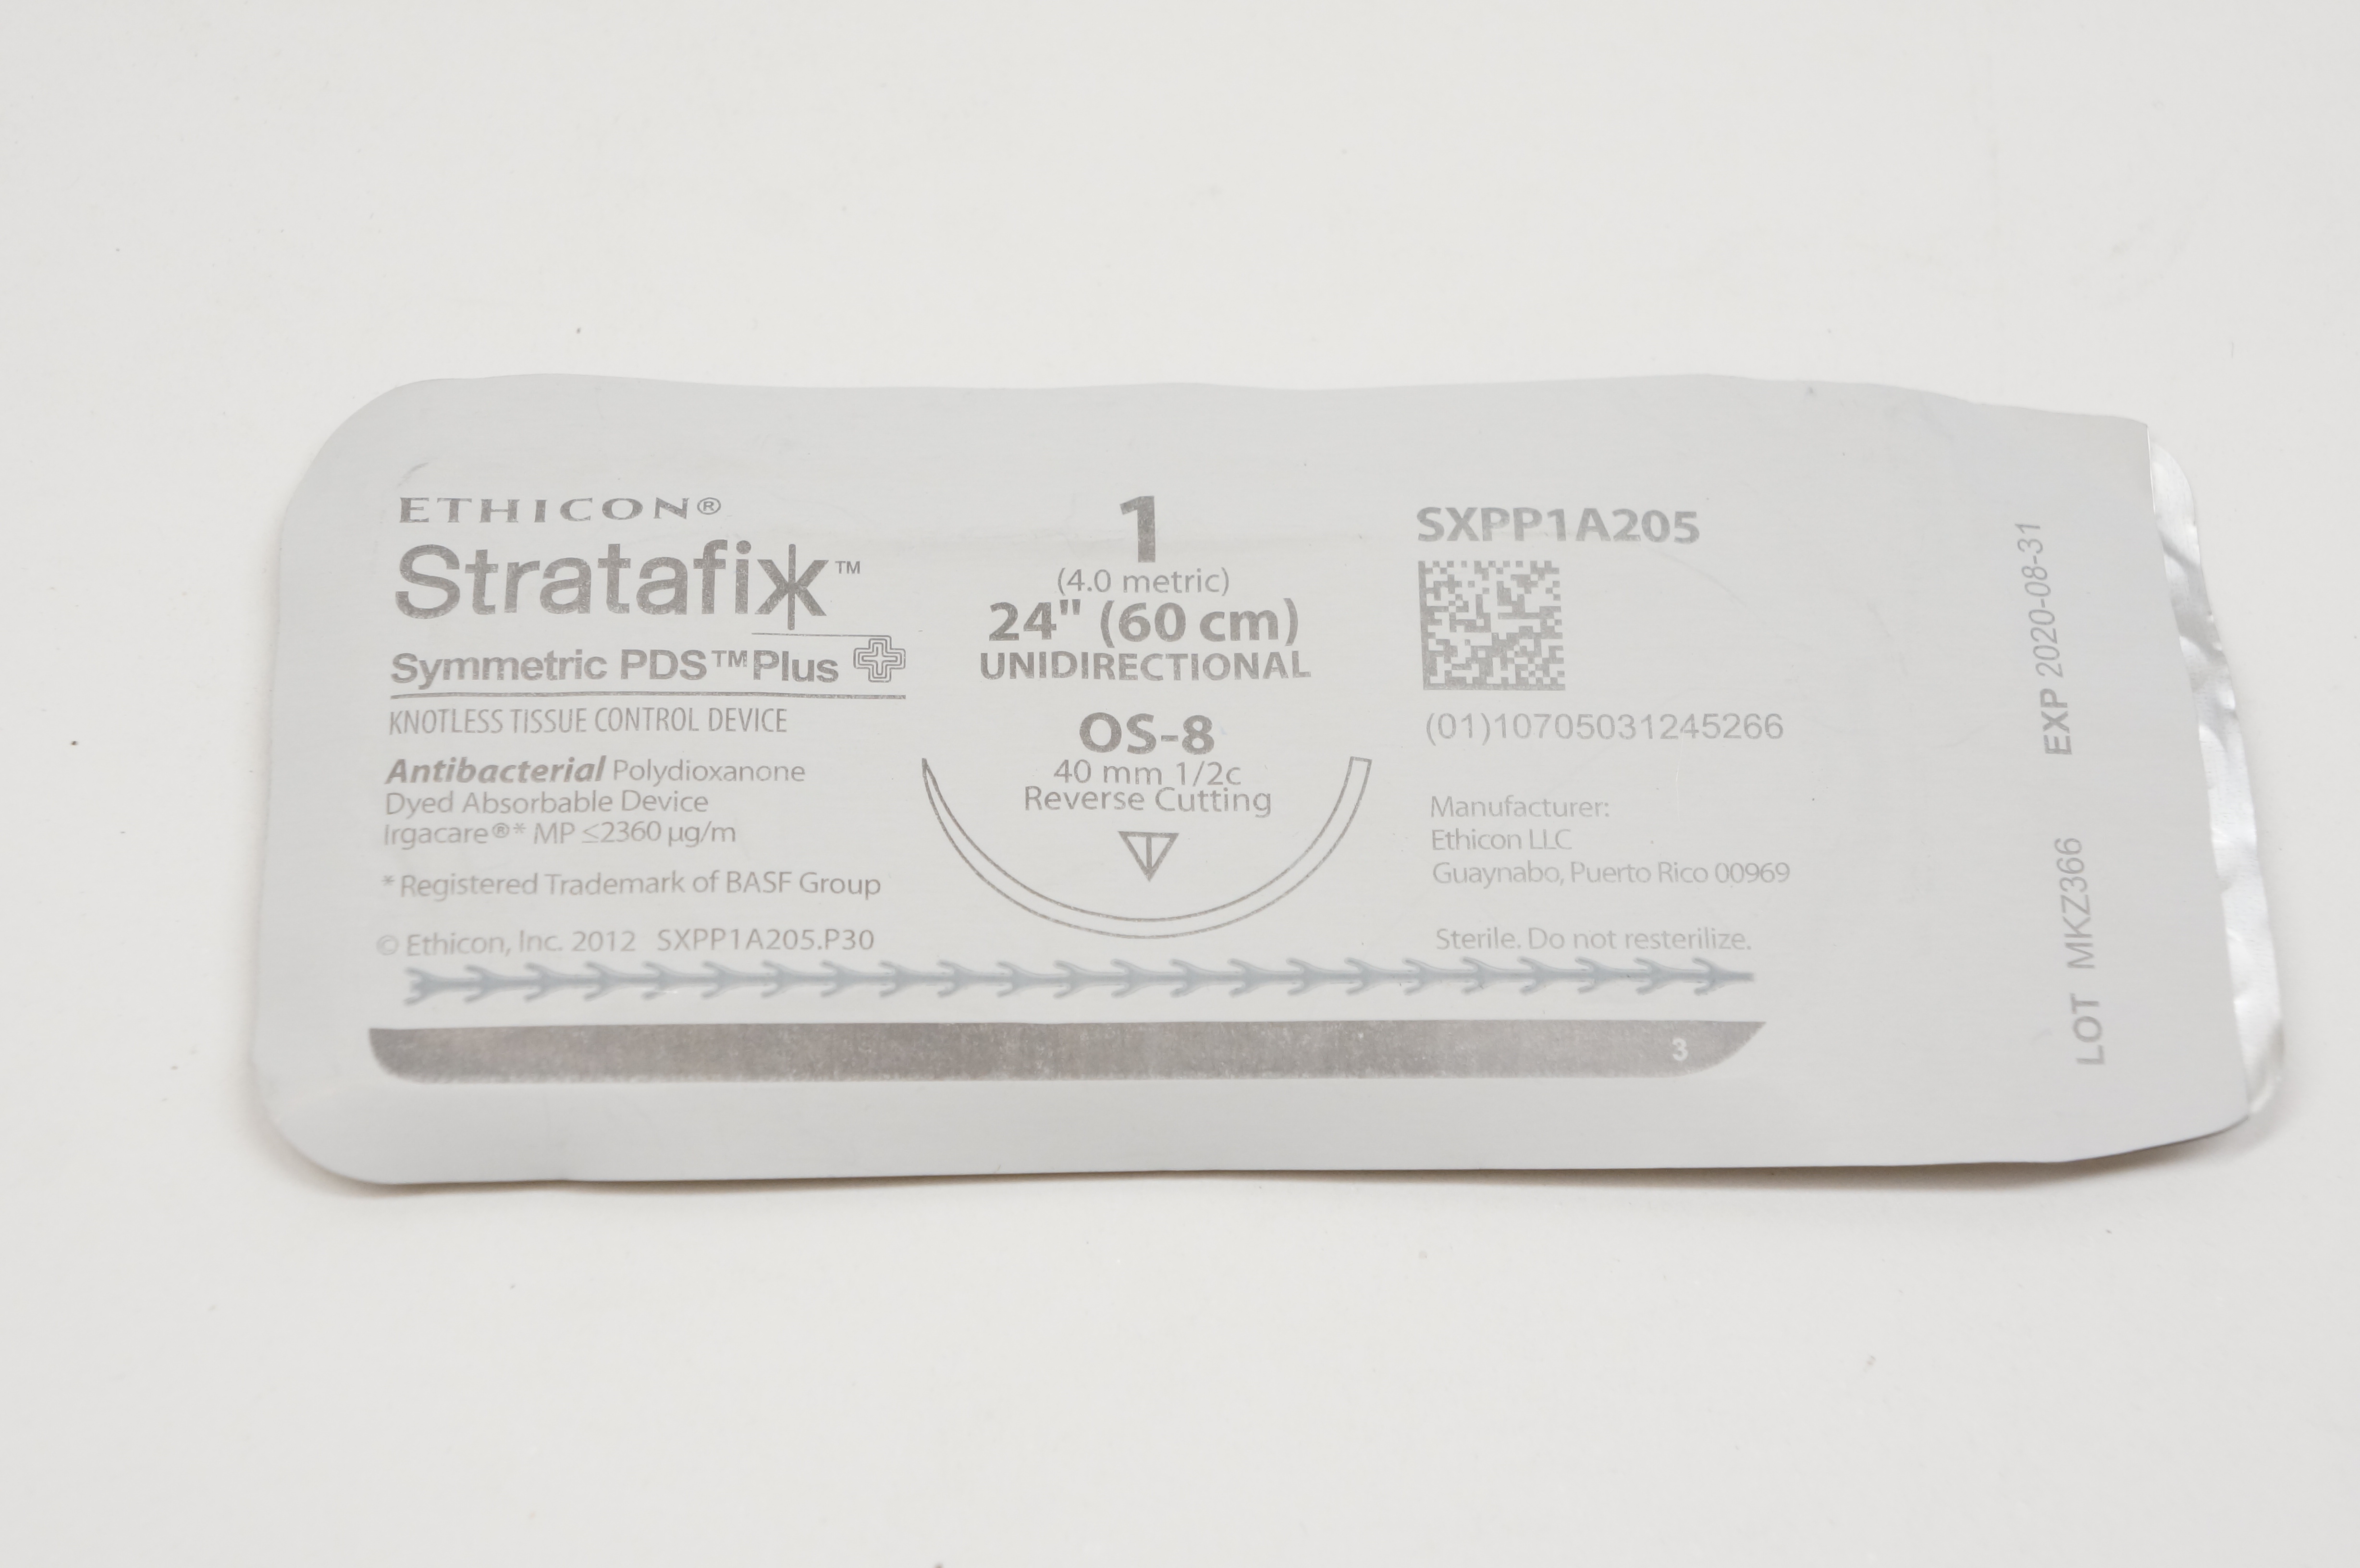 ETHICON®
Stratafix™
Symmetric PDS™Plus
KNOTLESS TISSUE CONTROL DEVICE
Antibacterial Polydioxanone
Dyed Absorbable Device
Irgacare®* MP ≤2360 µg/m
*Registered Trademark of BASF Group
© Ethicon, Inc. 2012 SXPP1A205.P30
1
(4.0 metric)
24" (60 cm)
UNIDIRECTIONAL
OS-8
40 mm 1/2c
Reverse Cutting
SXPP1A205
(01)10705031245266
Manufacturer:
Ethicon LLC
Guaynabo, Puerto Rico 00969
Sterile. Do not resterilize.
3
LOT MKZ366 EXP 2020-08-31